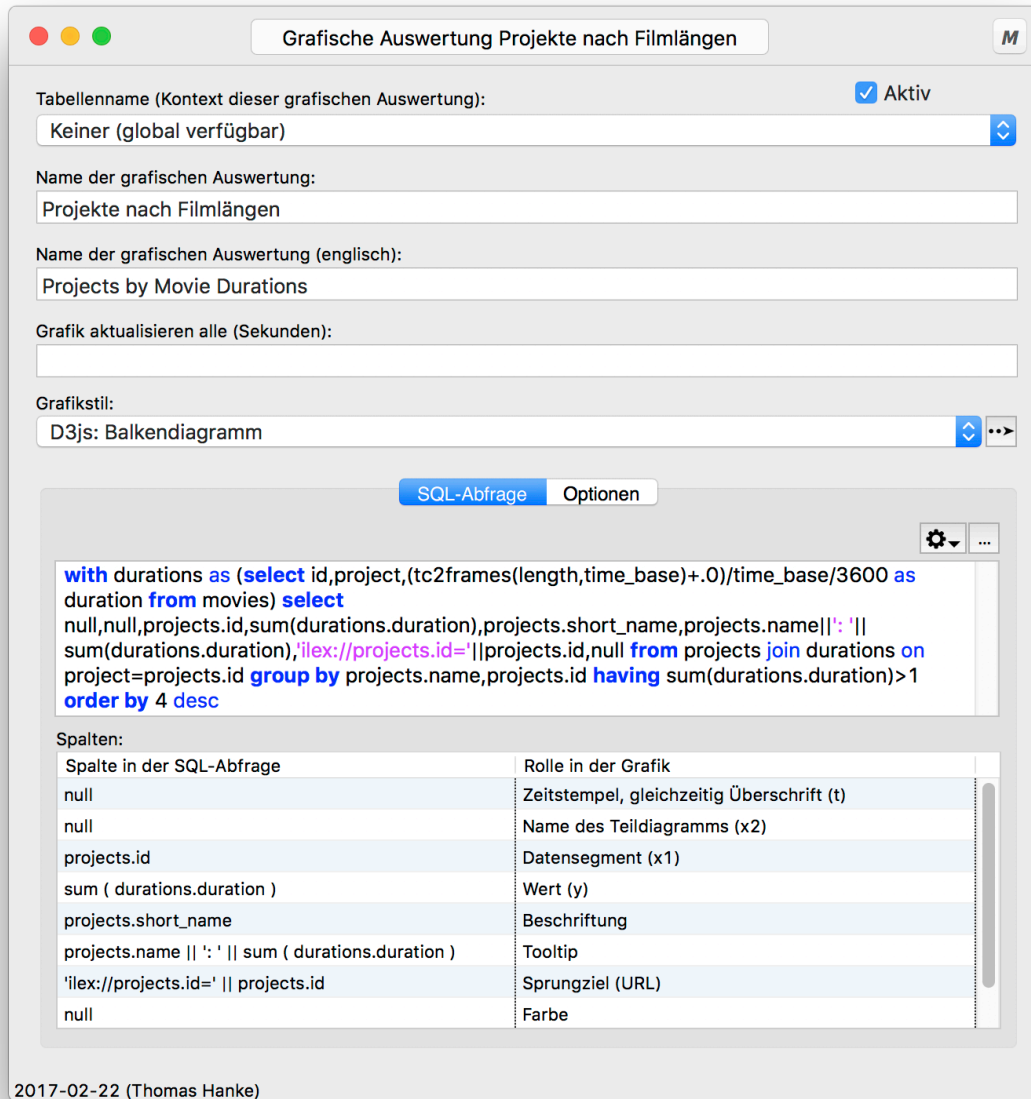 Grafische Auswertung Projekte nach Filmlängen
M
Tabellenname (Kontext dieser grafischen Auswertung):
Aktiv
Keiner (global verfügbar)
Name der grafischen Auswertung:
Projekte nach Filmlängen
Name der grafischen Auswertung (englisch):
Projects by Movie Durations
Grafik aktualisieren alle (Sekunden):
Grafikstil:
D3js: Balkendiagramm
SQL-Abfrage Optionen
...
with durations as (select id,project,(tc2frames(length,time_base)+.0)/time_base/3600 as
duration from movies) select
null,null,projects.id,sum(durations.duration),projects.short_name,projects.name||': '||
sum(durations.duration),'ilex://projects.id='||projects.id,null from projects join durations on
project=projects.id group by projects.name,projects.id having sum(durations.duration)>1
order by 4 desc
Spalten:
Spalte in der SQL-Abfrage Rolle in der Grafik
null Zeitstempel, gleichzeitig Überschrift (t)
null Name des Teildiagramms (x2)
projects.id Datensegment (x1)
sum ( durations.duration ) Wert (y)
projects.short_name Beschriftung
projects.name || ': ' || sum ( durations.duration ) Tooltip
'ilex://projects.id=' || projects.id Sprungziel (URL)
null Farbe
2017-02-22 (Thomas Hanke)